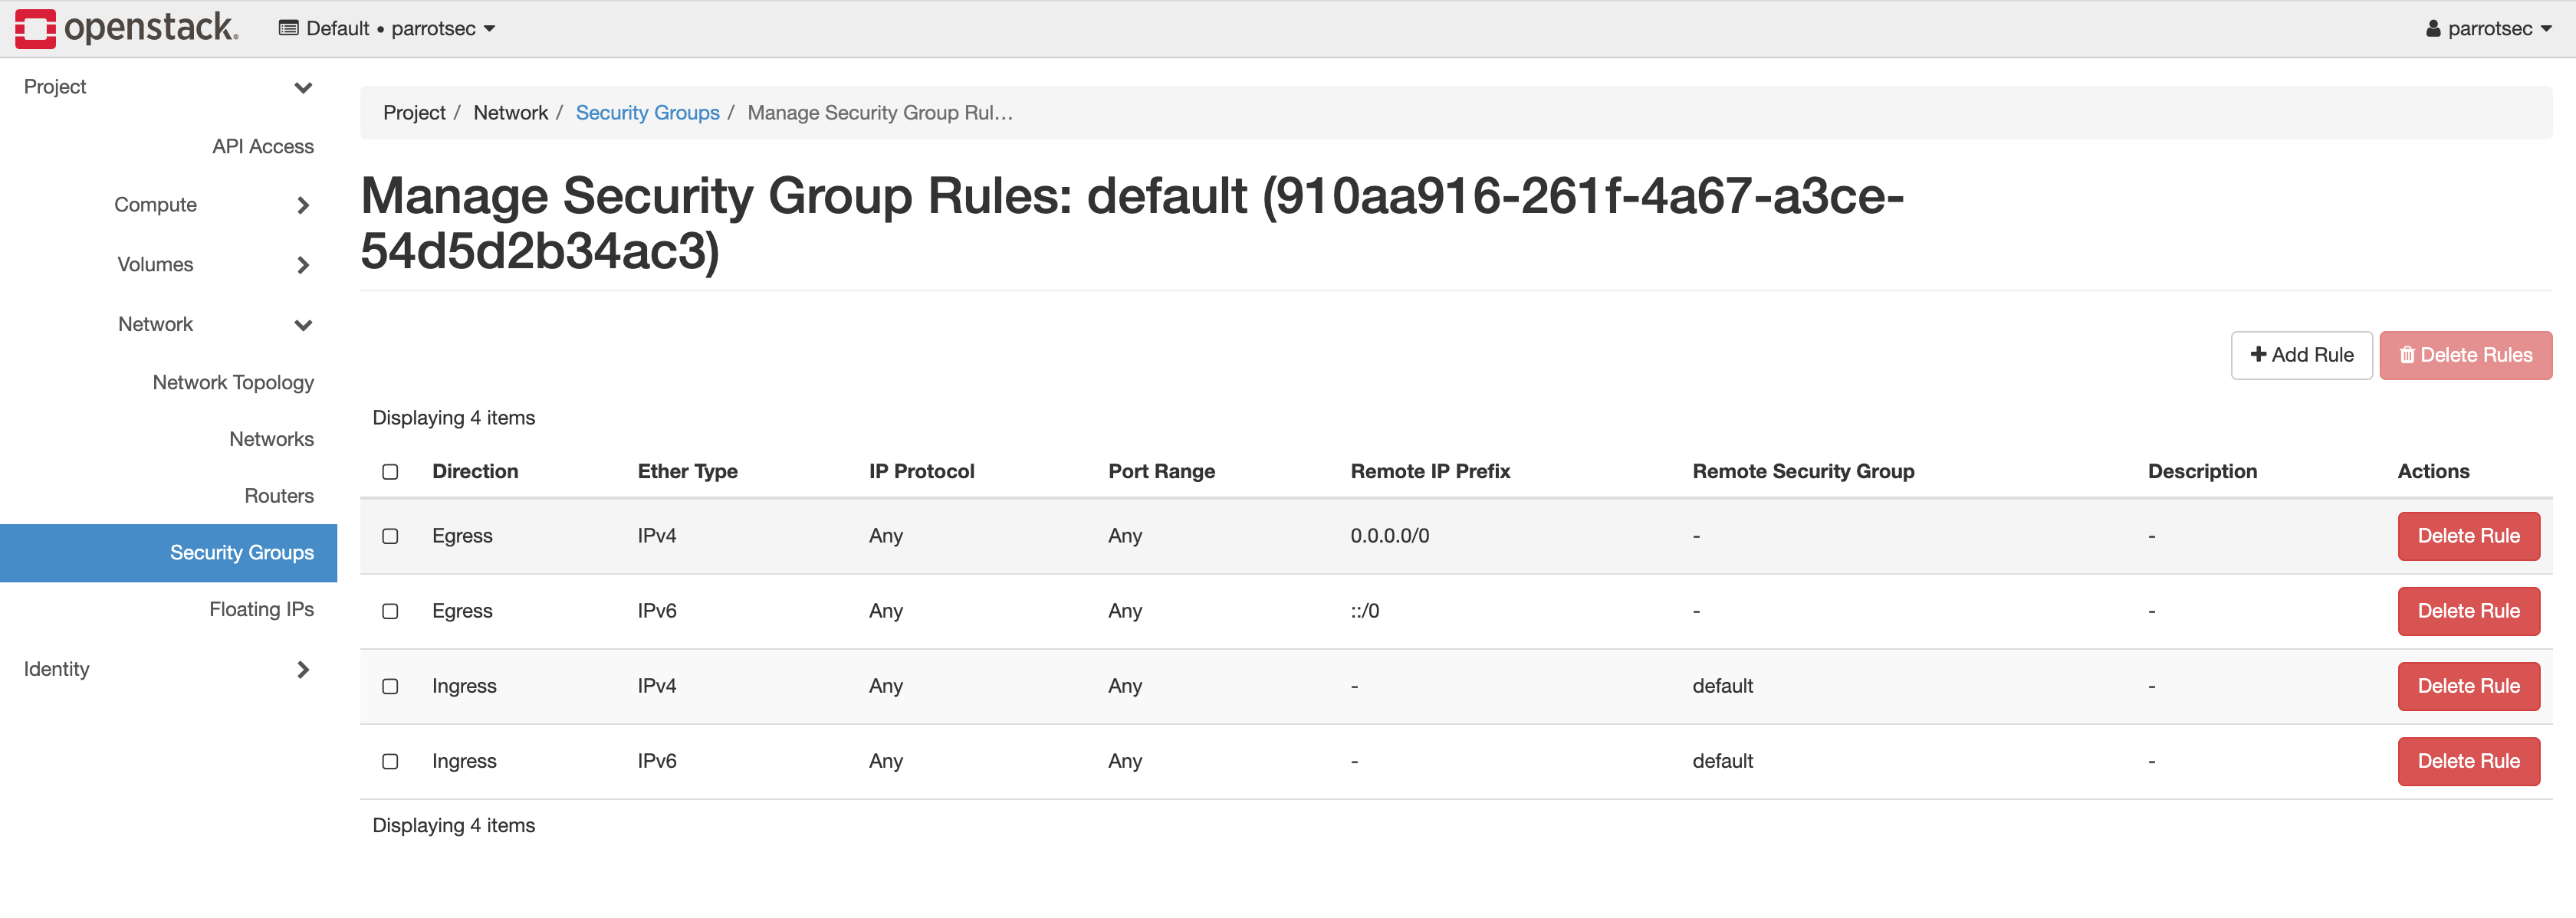 openstack.
Default • parrotsec
parrotsec
Project
API Access
Compute
Volumes
Network
Network Topology
Networks
Routers
Security Groups
Floating IPs
Identity
Project / Network / Security Groups / Manage Security Group Rul…
Manage Security Group Rules: default (910aa916-261f-4a67-a3ce-
54d5d2b34ac3)
Add Rule Delete Rules
Displaying 4 items
Direction Ether Type IP Protocol Port Range Remote IP Prefix Remote Security Group Description Actions
Egress IPv4 Any Any 0.0.0.0/0 - - Delete Rule
Egress IPv6 Any Any ::/0 - - Delete Rule
Ingress IPv4 Any Any - default - Delete Rule
Ingress IPv6 Any Any - default - Delete Rule
Displaying 4 items